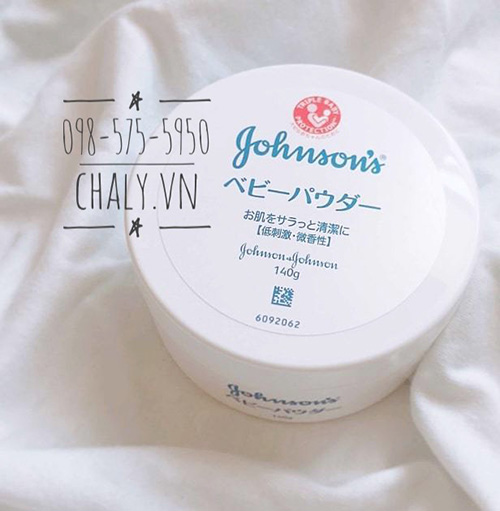 098-575-5950
CHALY.VN
TRIPLE BABY PROTECTION
Johnson's®
ベビーパウダー
お肌をサラっと清潔に
【低刺激・微香性】
Johnson & Johnson
140g
6092062
Johnson's
ベビーパウダー